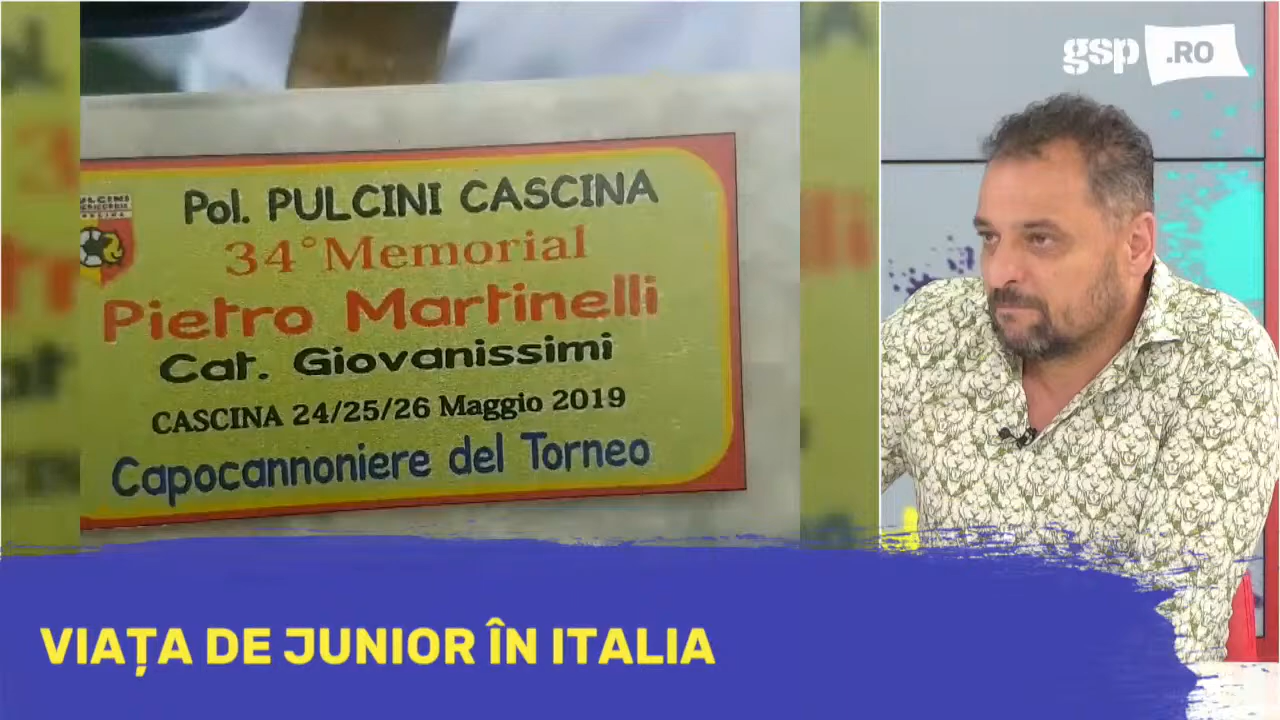 gsp .RO
Pol. PULCINI CASCINA
34° Memorial
Pietro Martinelli
Cat. Giovanissimi
CASCINA 24/25/26 Maggio 2019
Capocannoniere del Torneo
VIAȚA DE JUNIOR ÎN ITALIA